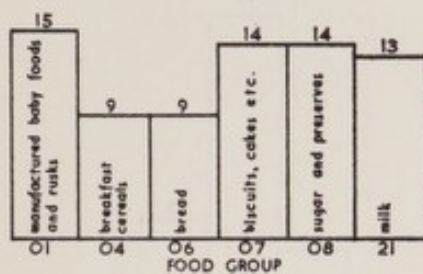 15
14
14
13
9
9
manufactured baby foods
and rusks
breakfast
cereals
bread
biscuits, cakes etc.
sugar and preserves
milk
01
04
06
07
08
21
FOOD GROUP